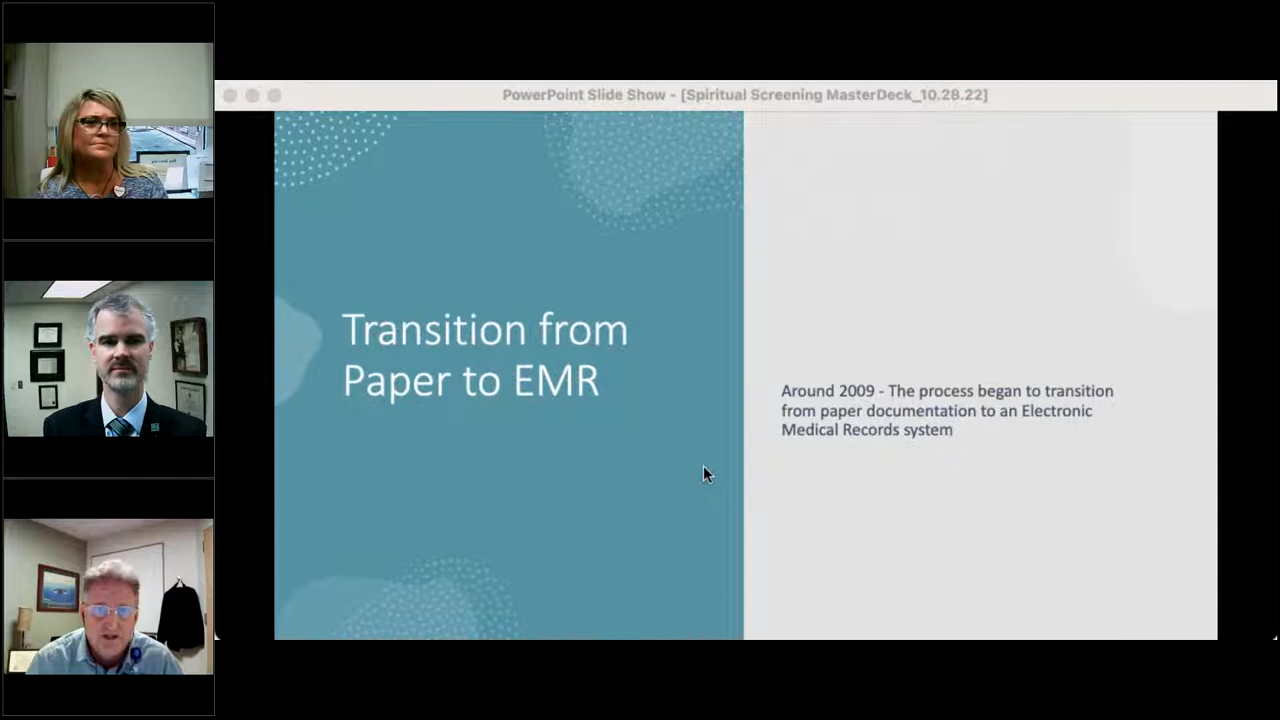 PowerPoint Slide Show - [Spiritual Screening MasterDeck_10.28.22]
Transition from
Paper to EMR
Around 2009 - The process began to transition
from paper documentation to an Electronic
Medical Records system